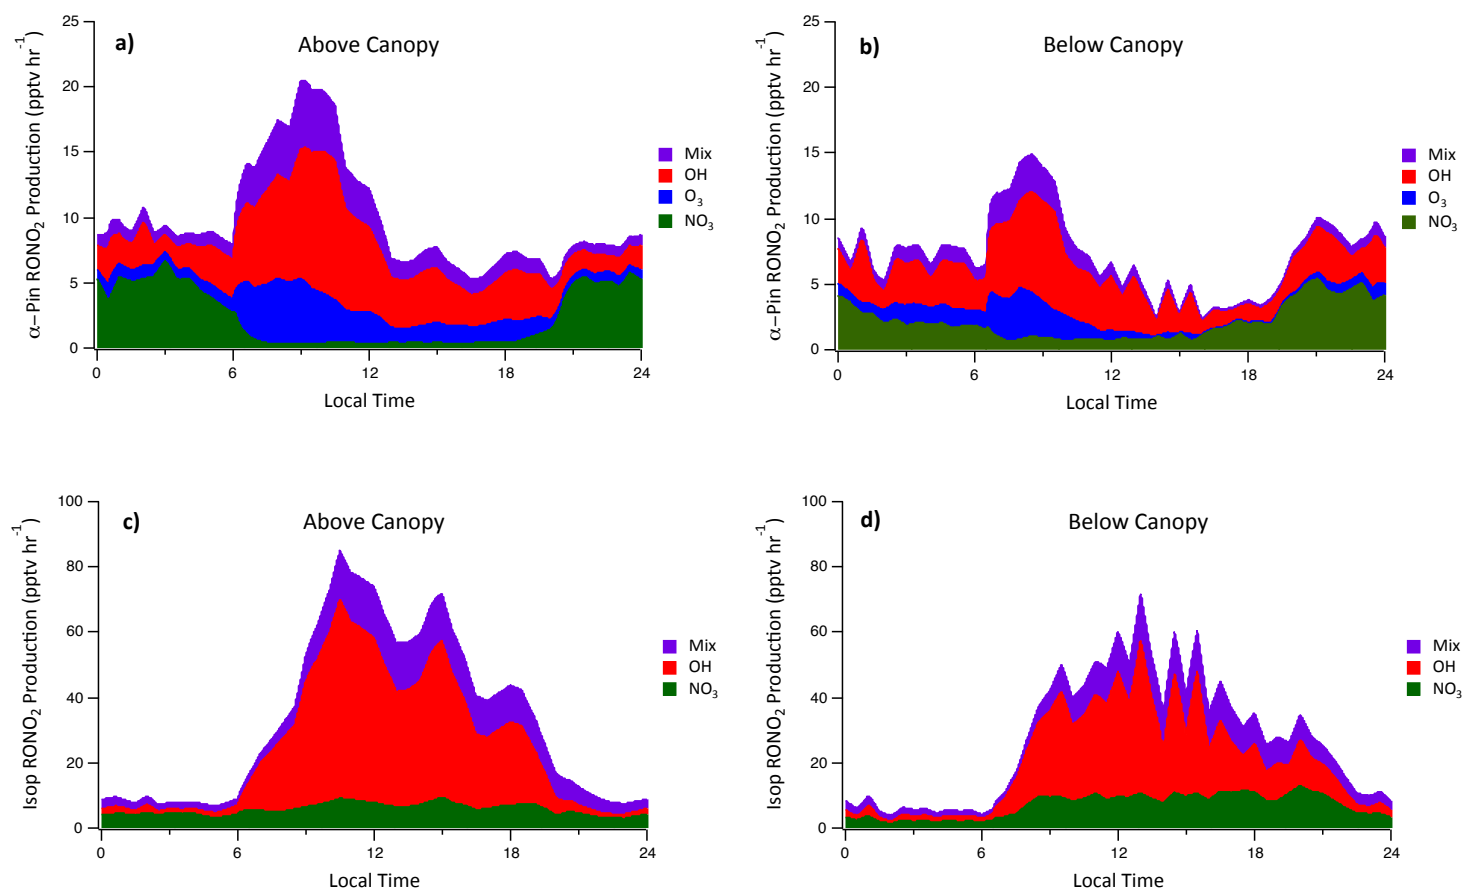 a)
Above Canopy
α−Pin RONO₂ Production (pptv hr⁻¹)
25
20
15
10
5
0
0
6
12
18
24
Local Time
Mix
OH
O₃
NO₃
b)
Below Canopy
α−Pin RONO₂ Production (pptv hr⁻¹)
25
20
15
10
5
0
0
6
12
18
24
Local Time
Mix
OH
O₃
NO₃
c)
Above Canopy
Isop RONO₂ Production (pptv hr⁻¹)
100
80
60
40
20
0
0
6
12
18
24
Local Time
Mix
OH
NO₃
d)
Below Canopy
Isop RONO₂ Production (pptv hr⁻¹)
100
80
60
40
20
0
0
6
12
18
24
Local Time
Mix
OH
NO₃